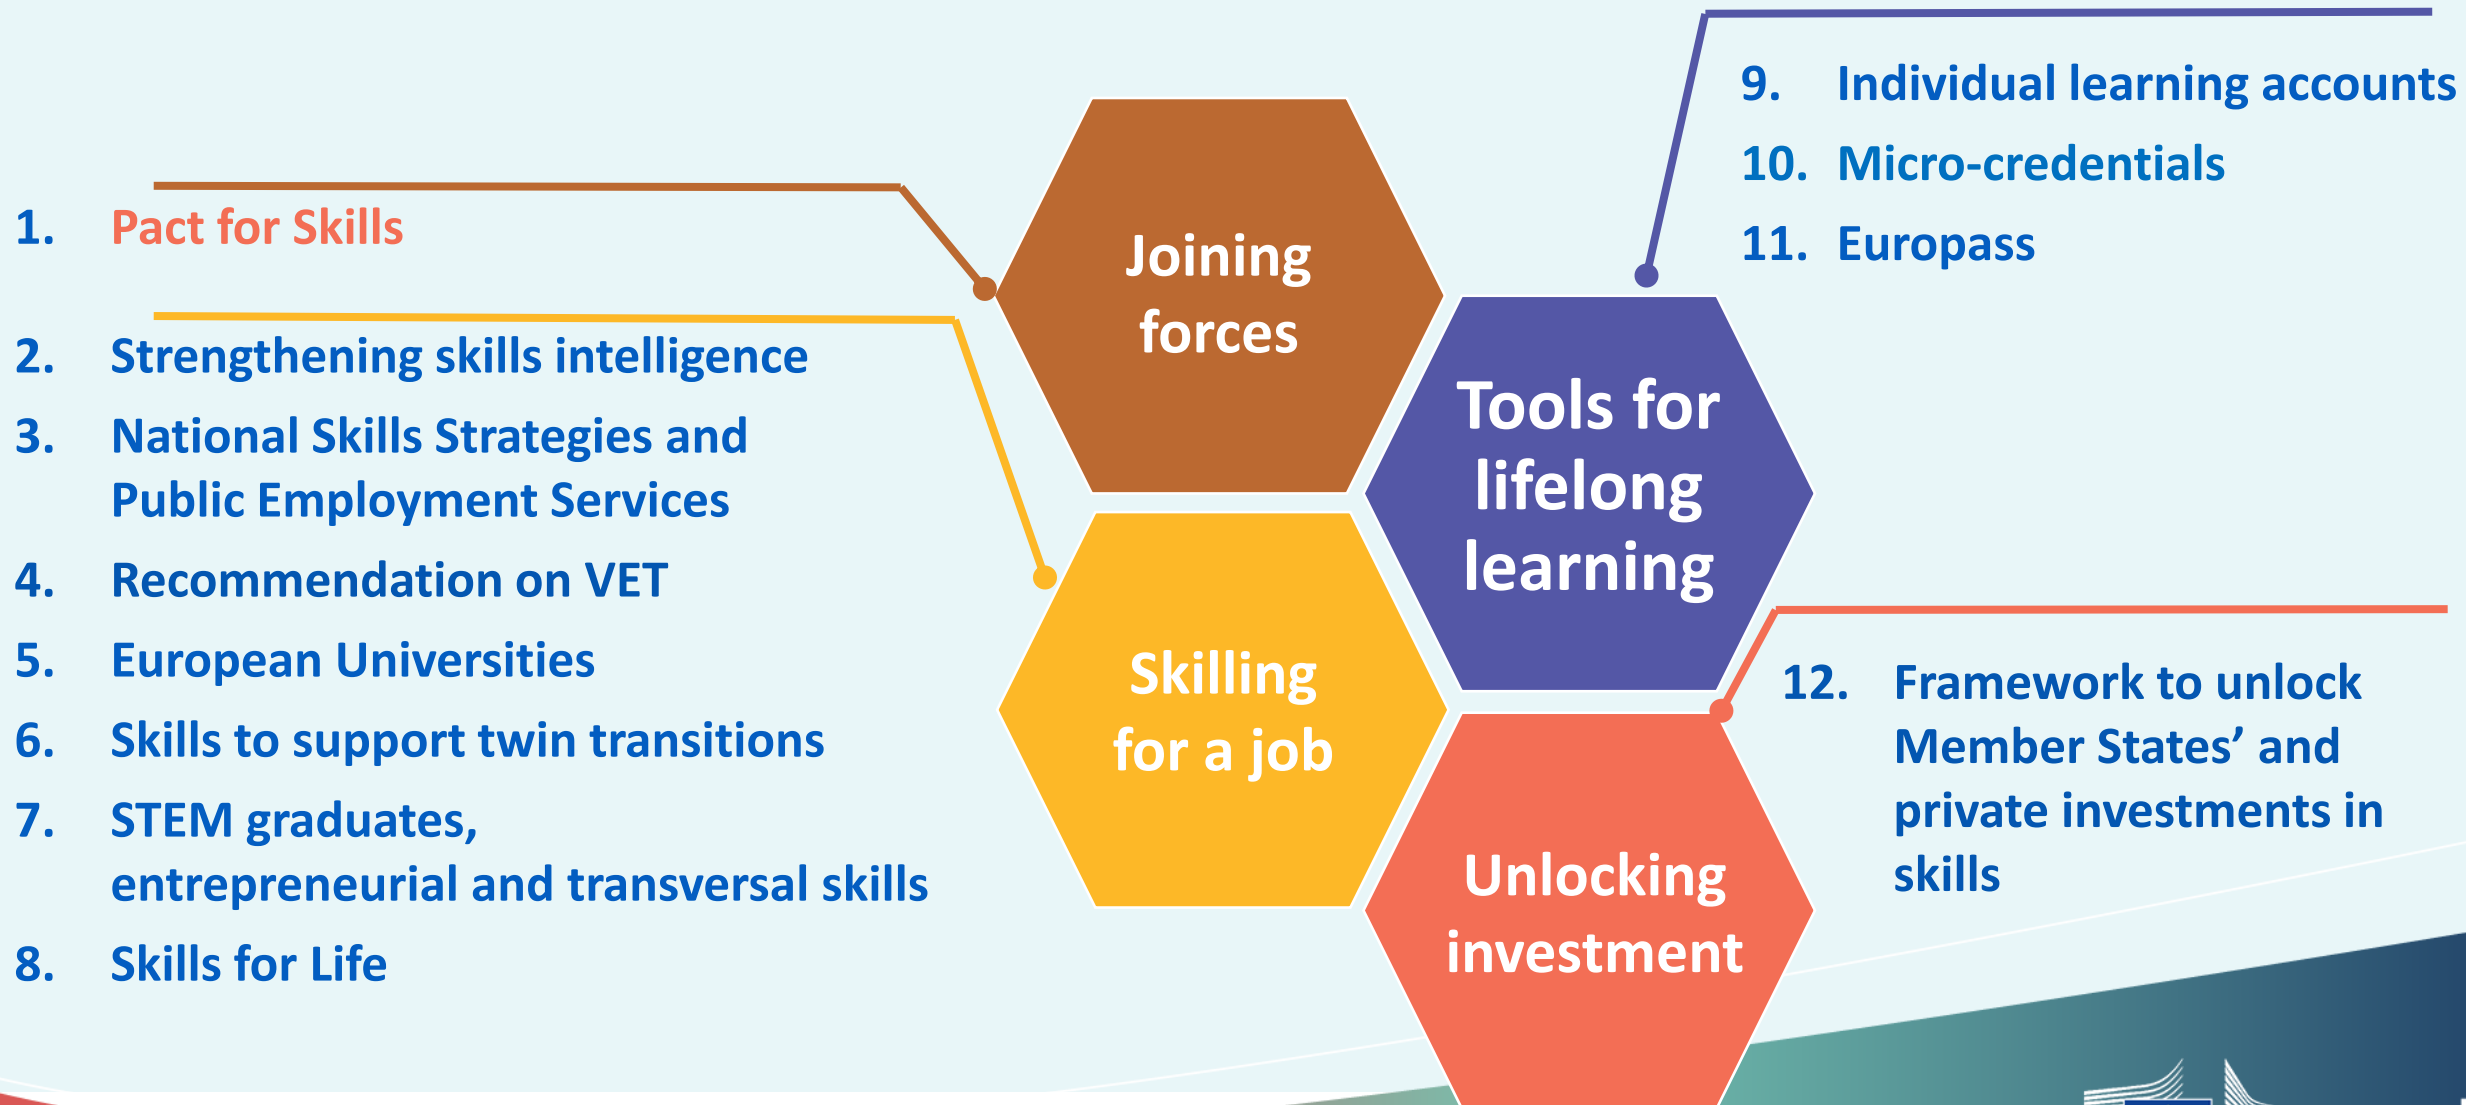 1. Pact for Skills
2. Strengthening skills intelligence
3. National Skills Strategies and
Public Employment Services
4. Recommendation on VET
5. European Universities
6. Skills to support twin transitions
7. STEM graduates,
entrepreneurial and transversal skills
8. Skills for Life
Joining
forces
Skilling
for a job
Tools for
lifelong
learning
Unlocking
investment
9. Individual learning accounts
10. Micro-credentials
11. Europass
12. Framework to unlock
Member States’ and
private investments in
skills